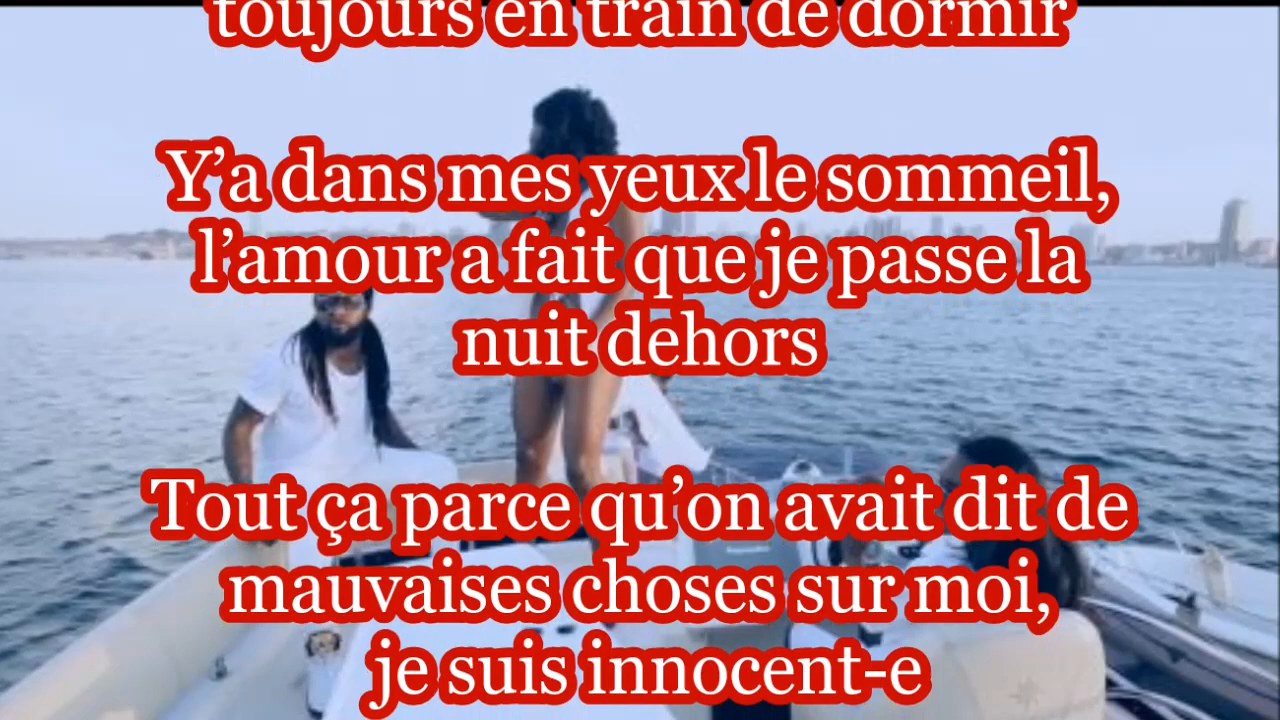 toujours en train de dormir
Y’a dans mes yeux le sommeil,
l’amour a fait que je passe la
nuit dehors
Tout ça parce qu’on avait dit de
mauvaises choses sur moi,
je suis innocent-e